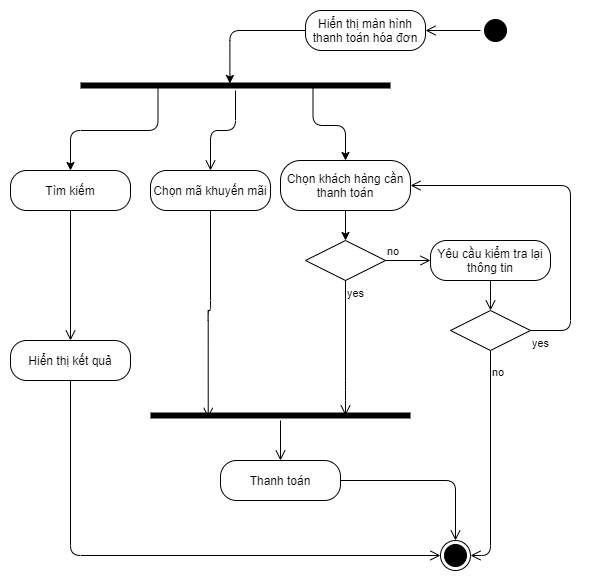 Hiển thị màn hình
thanh toán hóa đơn
Tìm kiếm
Chọn mã khuyến mãi
Chọn khách hàng cần
thanh toán
no
Yêu cầu kiểm tra lại
thông tin
yes
yes
Hiển thị kết quả
no
Thanh toán